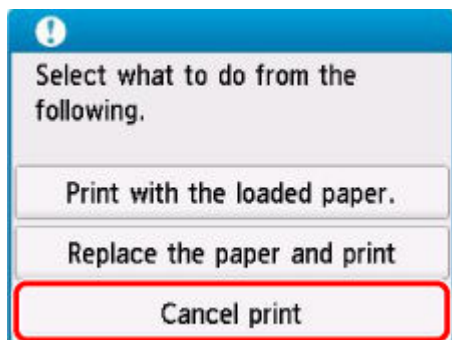 Select what to do from the
following.
Print with the loaded paper.
Replace the paper and print
Cancel print